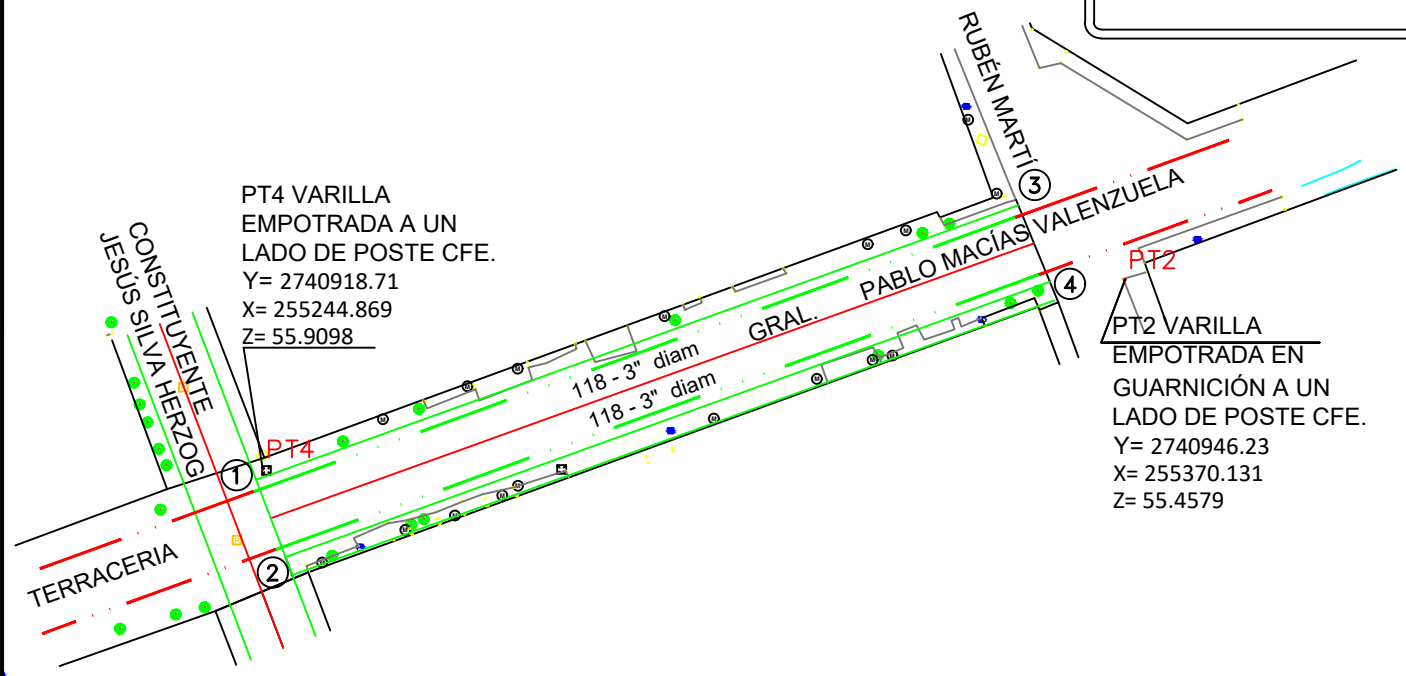 RUBÉN MARTÍ
3
PABLO MACÍAS VALENZUELA
GRAL.
PT4 VARILLA
EMPOTRADA A UN
LADO DE POSTE CFE.
Y= 2740918.71
X= 255244.869
Z= 55.9098
CONSTITUYENTE
JESÚS SILVA HERZOG
PT2
4
PT2 VARILLA
EMPOTRADA EN
GUARNICIÓN A UN
LADO DE POSTE CFE.
Y= 2740946.23
X= 255370.131
Z= 55.4579
118 - 3" diam
118 - 3" diam
PT4
1
2
TERRACERIA